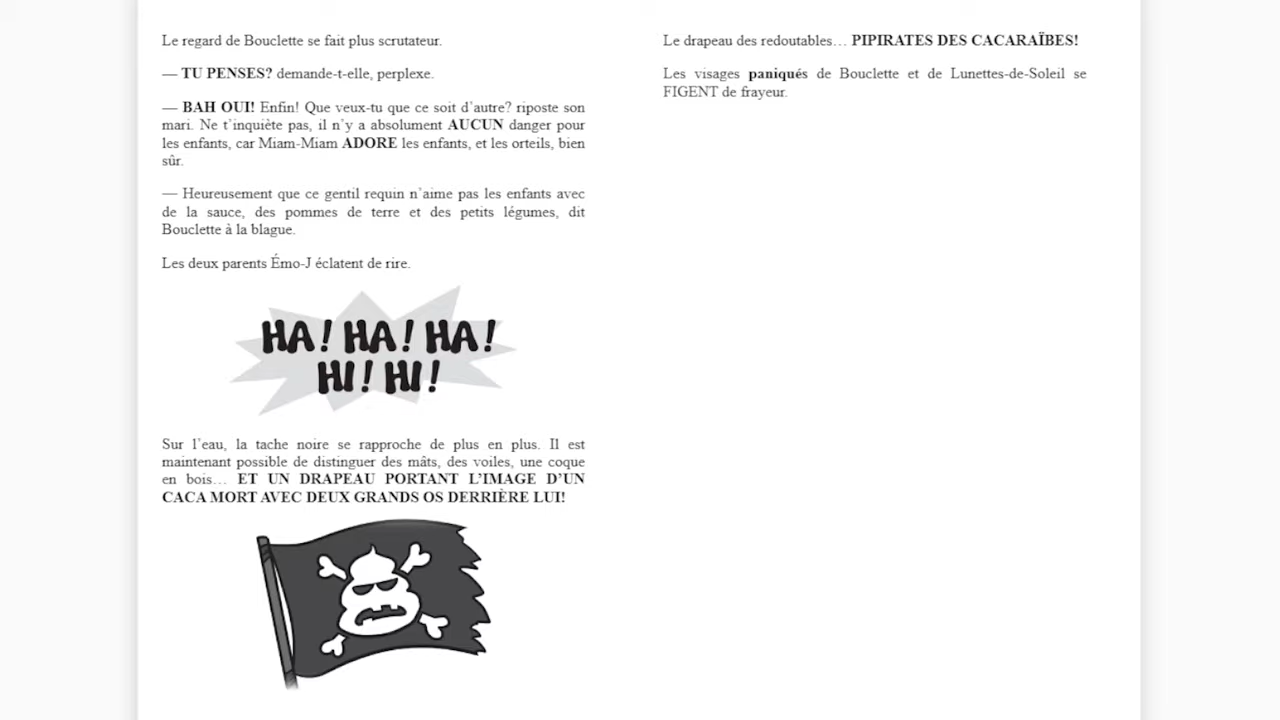 Le regard de Bouclette se fait plus scrutateur.
— TU PENSES? demande-t-elle, perplexe.
— BAH OUI! Enfin! Que veux-tu que ce soit d'autre? riposte son
mari. Ne t'inquiète pas, il n'y a absolument AUCUN danger pour
les enfants, car Miam-Miam ADORE les enfants, et les orteils, bien
sûr.
— Heureusement que ce gentil requin n'aime pas les enfants avec
de la sauce, des pommes de terre et des petits légumes, dit
Bouclette à la blague.
Les deux parents Émo-J éclatent de rire.
HA! HA! HA!
HI! HI!
Sur l'eau, la tache noire se rapproche de plus en plus. Il est
maintenant possible de distinguer des mâts, des voiles, une coque
en bois… ET UN DRAPEAU PORTANT L'IMAGE D'UN
CACA MORT AVEC DEUX GRANDS OS DERRIÈRE LUI!
Le drapeau des redoutables… PIPIRATES DES CACARAÏBES!
Les visages paniqués de Bouclette et de Lunettes-de-Soleil se
FIGENT de frayeur.